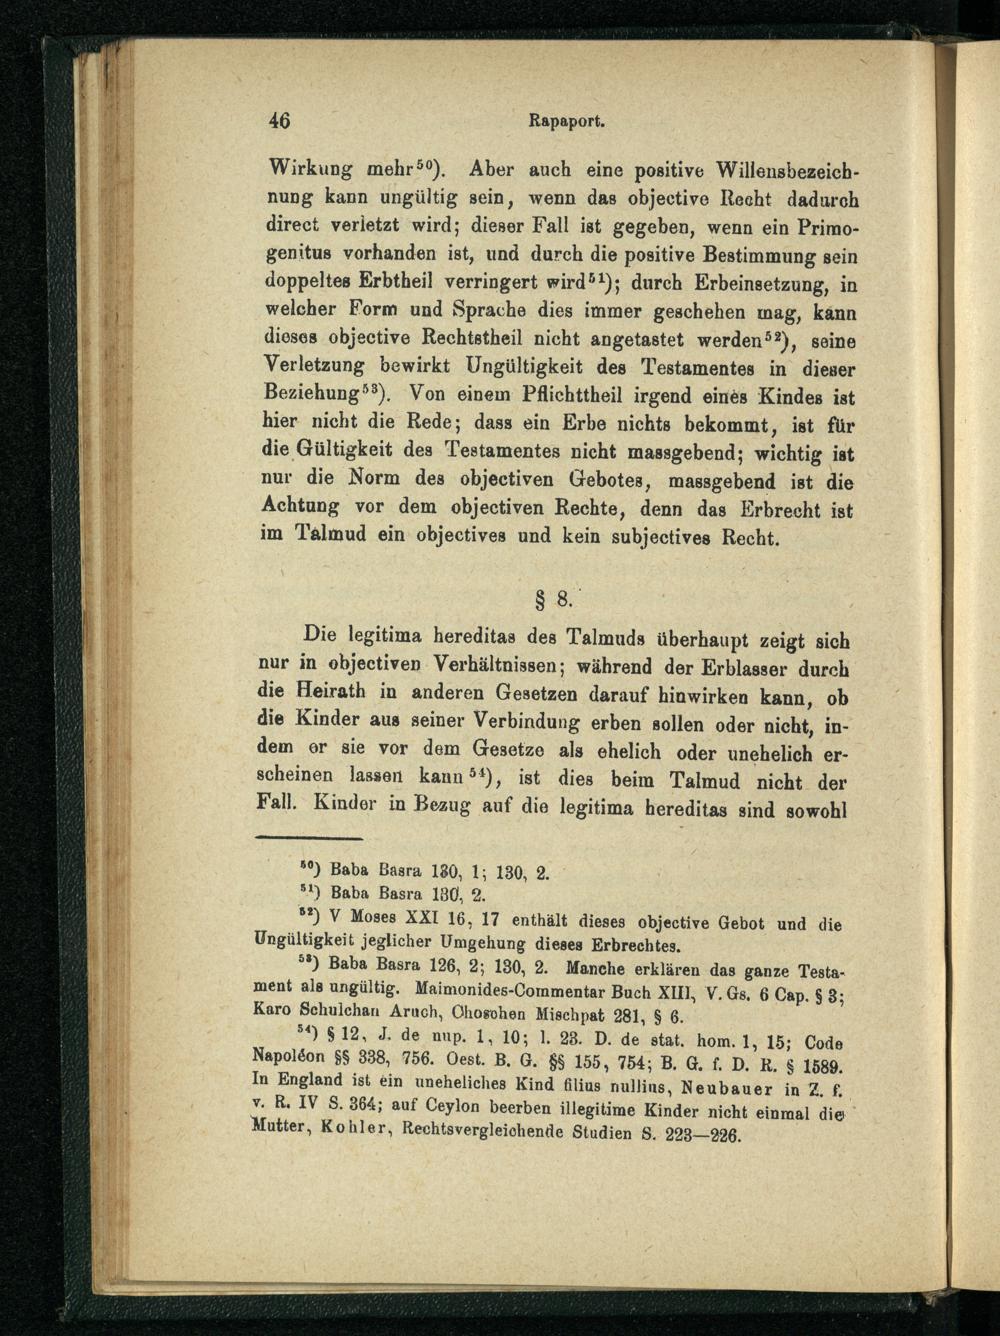 46 Rapaport.
Wirkung mehr⁵⁰). Aber auch eine positive Willensbezeich-
nung kann ungültig sein, wenn das objective Recht dadurch
direct verletzt wird; dieser Fall ist gegeben, wenn ein Primo-
genitus vorhanden ist, und durch die positive Bestimmung sein
doppeltes Erbtheil verringert wird⁵¹); durch Erbeinsetzung, in
welcher Form und Sprache dies immer geschehen mag, kann
dieses objective Rechtstheil nicht angetastet werden⁵²), seine
Verletzung bewirkt Ungültigkeit des Testamentes in dieser
Beziehung⁵³). Von einem Pflichttheil irgend eines Kindes ist
hier nicht die Rede; dass ein Erbe nichts bekommt, ist für
die Gültigkeit des Testamentes nicht massgebend; wichtig ist
nur die Norm des objectiven Gebotes, massgebend ist die
Achtung vor dem objectiven Rechte, denn das Erbrecht ist
im Talmud ein objectives und kein subjectives Recht.
§ 8.
Die legitima hereditas des Talmuds überhaupt zeigt sich
nur in objectiven Verhältnissen; während der Erblasser durch
die Heirath in anderen Gesetzen darauf hinwirken kann, ob
die Kinder aus seiner Verbindung erben sollen oder nicht, in-
dem er sie vor dem Gesetze als ehelich oder unehelich er-
scheinen lassen kann⁵⁴), ist dies beim Talmud nicht der
Fall. Kinder in Bezug auf die legitima hereditas sind sowohl
⁵⁰) Baba Basra 130, 1; 130, 2.
⁵¹) Baba Basra 130, 2.
⁵²) V Moses XXI 16, 17 enthält dieses objective Gebot und die
Ungültigkeit jeglicher Umgehung dieses Erbrechtes.
⁵³) Baba Basra 126, 2; 130, 2. Manche erklären das ganze Testa-
ment als ungültig. Maimonides-Commentar Buch XIII, V. Gs. 6 Cap. § 3;
Karo Schulchan Aruch, Choschen Mischpat 281, § 6.
⁵⁴) § 12, J. de nup. 1, 10; l. 23. D. de stat. hom. 1, 15; Code
Napoléon §§ 338, 756. Oest. B. G. §§ 155, 754; B. G. f. D. R. § 1589.
In England ist ein uneheliches Kind filius nullius, Neubauer in Z. f.
v. R. IV S. 364; auf Ceylon beerben illegitime Kinder nicht einmal die
Mutter, Kohler, Rechtsvergleichende Studien S. 223—226.